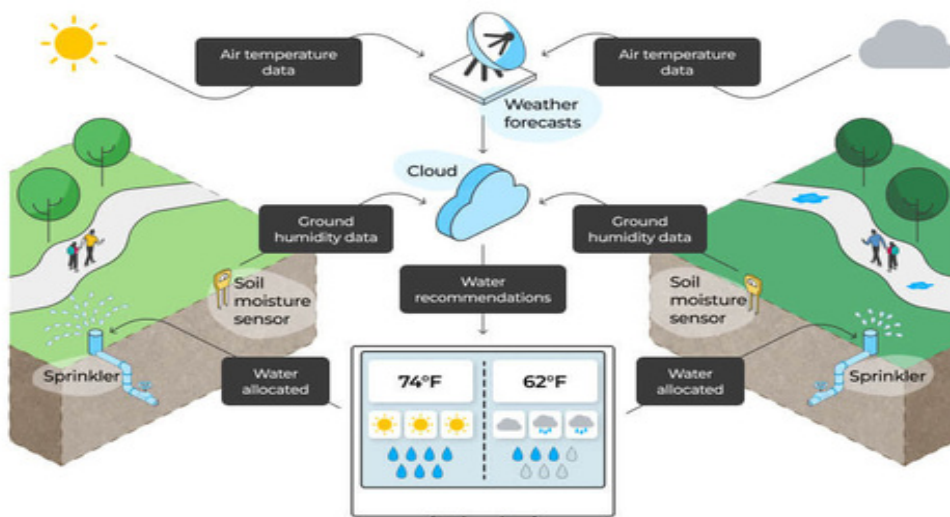 Air temperature
data
Air temperature
data
Weather
forecasts
Cloud
Ground
humidity data
Ground
humidity data
Soil
moisture
sensor
Water
recommendations
Soil
moisture
sensor
Sprinkler
Water
allocated
74°F
62°F
Water
allocated
Sprinkler